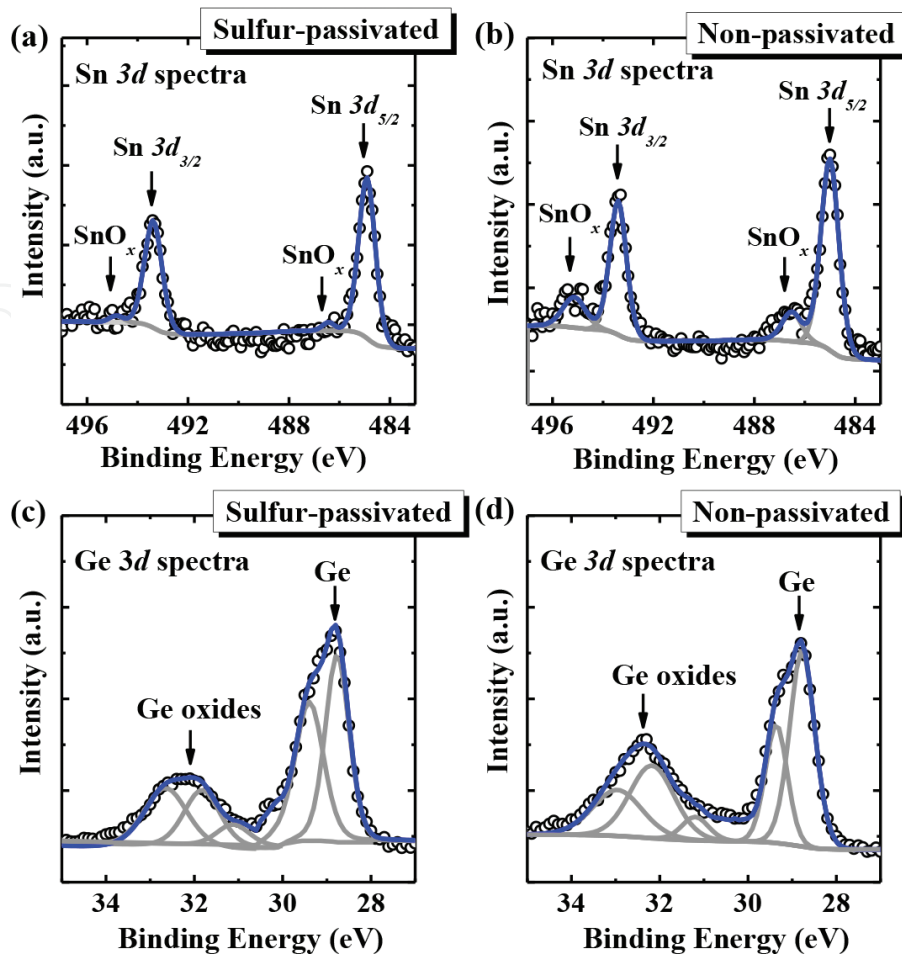 (a)
Sulfur-passivated
Sn 3d spectra
Sn 3d5/2
Sn 3d3/2
SnOx
SnOx
Intensity (a.u.)
496 492 488 484
Binding Energy (eV)
(b)
Non-passivated
Sn 3d spectra
Sn 3d5/2
Sn 3d3/2
SnOx
SnOx
Intensity (a.u.)
496 492 488 484
Binding Energy (eV)
(c)
Sulfur-passivated
Ge 3d spectra
Ge
Ge oxides
Intensity (a.u.)
34 32 30 28
Binding Energy (eV)
(d)
Non-passivated
Ge 3d spectra
Ge
Ge oxides
Intensity (a.u.)
34 32 30 28
Binding Energy (eV)